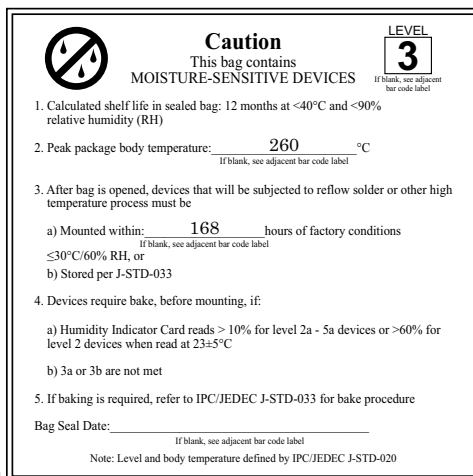 Caution
This bag contains
MOISTURE-SENSITIVE DEVICES
LEVEL
3
If blank, see adjacent
bar code label
1. Calculated shelf life in sealed bag: 12 months at <40°C and <90%
relative humidity (RH)
2. Peak package body temperature: 260 °C
If blank, see adjacent bar code label
3. After bag is opened, devices that will be subjected to reflow solder or other high
temperature process must be
a) Mounted within: 168 hours of factory conditions
If blank, see adjacent bar code label
≤30°C/60% RH, or
b) Stored per J-STD-033
4. Devices require bake, before mounting, if:
a) Humidity Indicator Card reads > 10% for level 2a - 5a devices or >60% for
level 2 devices when read at 23±5°C
b) 3a or 3b are not met
5. If baking is required, refer to IPC/JEDEC J-STD-033 for bake procedure
Bag Seal Date:
If blank, see adjacent bar code label
Note: Level and body temperature defined by IPC/JEDEC J-STD-020